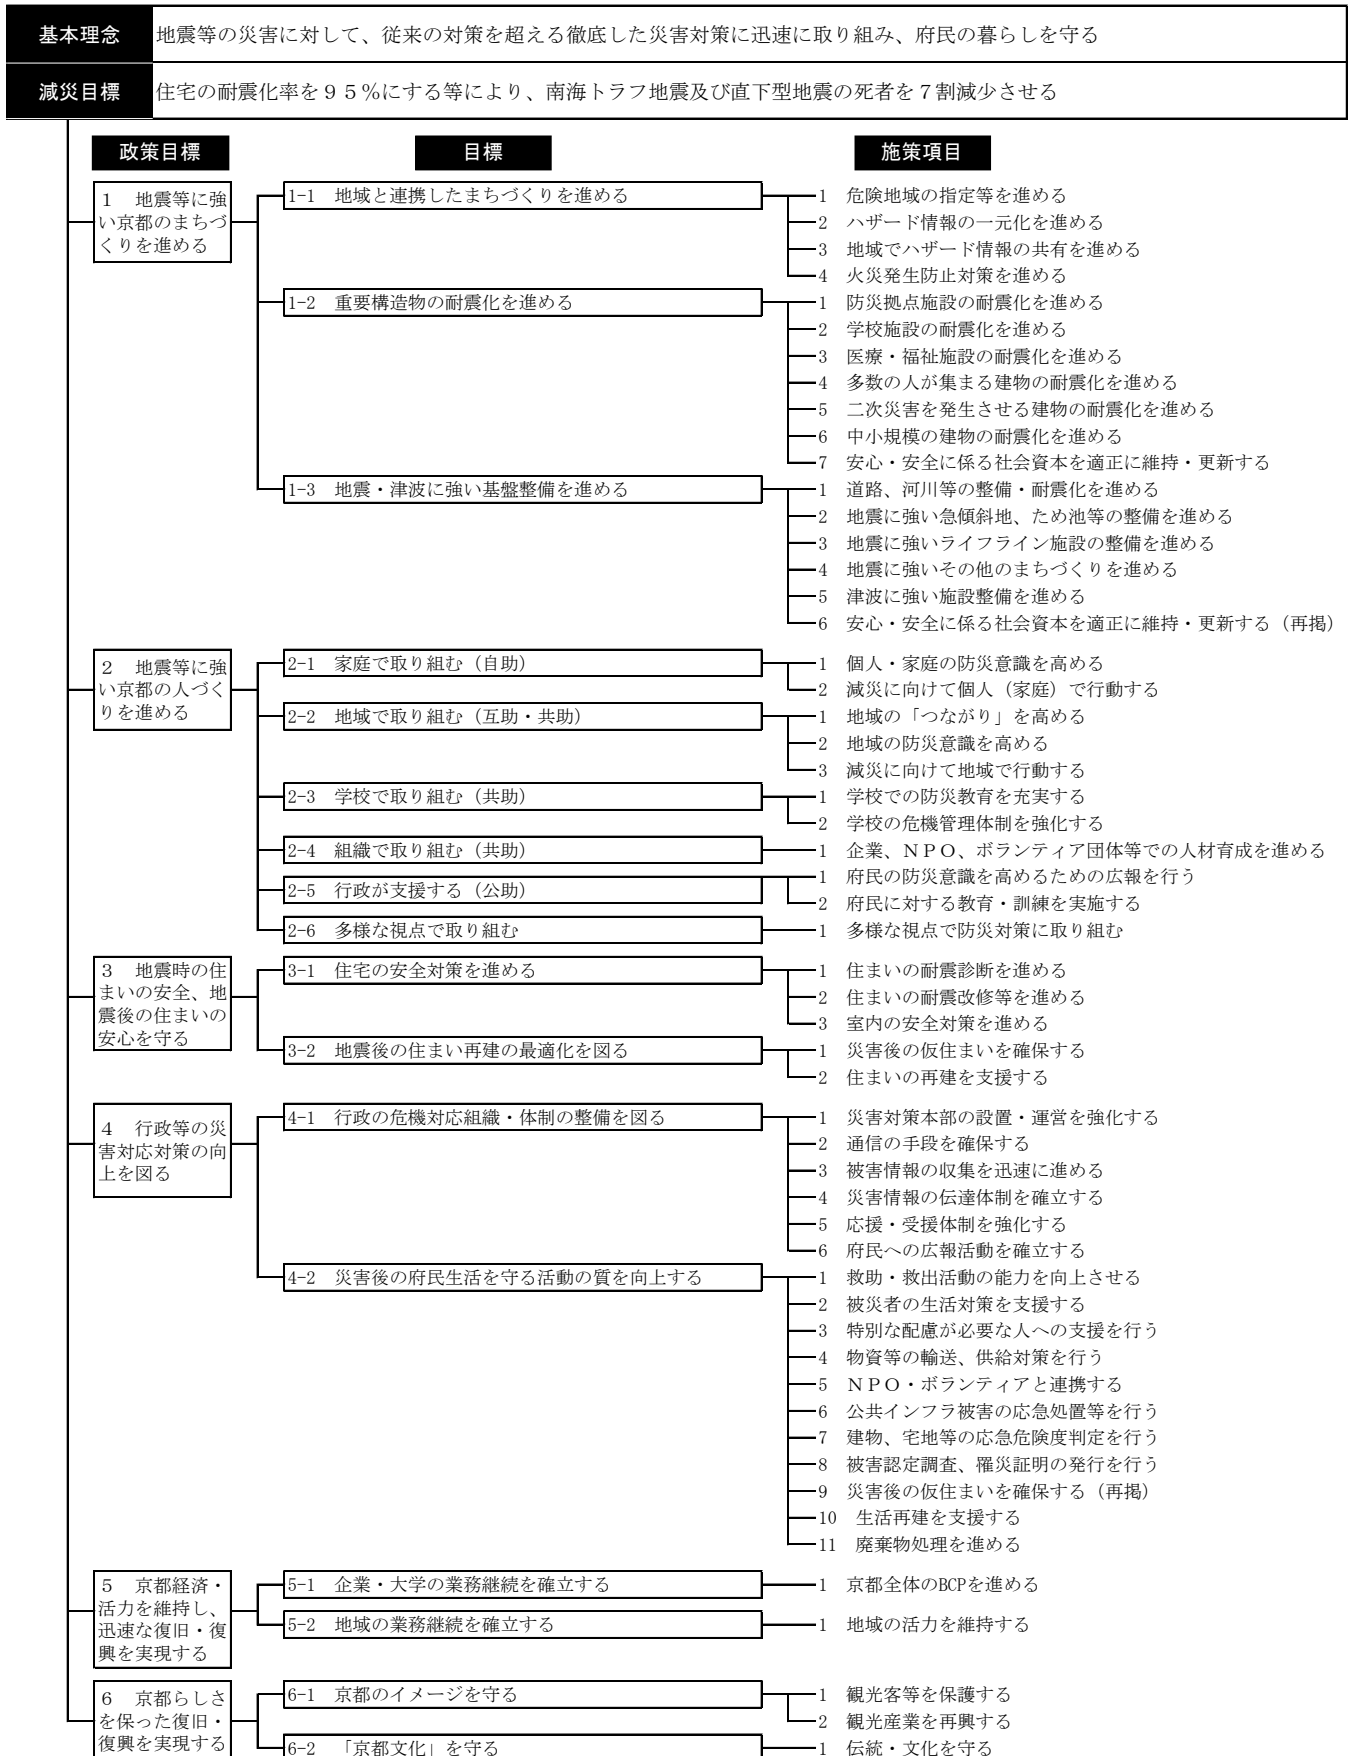 基本理念 地震等の災害に対して、従来の対策を超える徹底した災害対策に迅速に取り組み、府民の暮らしを守る
減災目標 住宅の耐震化率を９５％にする等により、南海トラフ地震及び直下型地震の死者を７割減少させる
政策目標 目標 施策項目
１ 地震等に強
い京都のまちづ
くりを進める
1-1 地域と連携したまちづくりを進める
1 危険地域の指定等を進める
2 ハザード情報の一元化を進める
3 地域でハザード情報の共有を進める
4 火災発生防止対策を進める
1-2 重要構造物の耐震化を進める
1 防災拠点施設の耐震化を進める
2 学校施設の耐震化を進める
3 医療・福祉施設の耐震化を進める
4 多数の人が集まる建物の耐震化を進める
5 二次災害を発生させる建物の耐震化を進める
6 中小規模の建物の耐震化を進める
7 安心・安全に係る社会資本を適正に維持・更新する
1-3 地震・津波に強い基盤整備を進める
1 道路、河川等の整備・耐震化を進める
2 地震に強い急傾斜地、ため池等の整備を進める
3 地震に強いライフライン施設の整備を進める
4 地震に強いその他のまちづくりを進める
5 津波に強い施設整備を進める
6 安心・安全に係る社会資本を適正に維持・更新する（再掲）
２ 地震等に強
い京都の人づく
りを進める
2-1 家庭で取り組む（自助）
1 個人・家庭の防災意識を高める
2 減災に向けて個人（家庭）で行動する
2-2 地域で取り組む（互助・共助）
1 地域の「つながり」を高める
2 地域の防災意識を高める
3 減災に向けて地域で行動する
2-3 学校で取り組む（共助）
1 学校での防災教育を充実する
2 学校の危機管理体制を強化する
2-4 組織で取り組む（共助）
1 企業、ＮＰＯ、ボランティア団体等での人材育成を進める
2-5 行政が支援する（公助）
1 府民の防災意識を高めるための広報を行う
2 府民に対する教育・訓練を実施する
2-6 多様な視点で取り組む
1 多様な視点で防災対策に取り組む
３ 地震時の住
まいの安全、地
震後の住まいの
安心を守る
3-1 住宅の安全対策を進める
1 住まいの耐震診断を進める
2 住まいの耐震改修等を進める
3 室内の安全対策を進める
3-2 地震後の住まい再建の最適化を図る
1 災害後の仮住まいを確保する
2 住まいの再建を支援する
４ 行政等の災
害対応対策の向
上を図る
4-1 行政の危機対応組織・体制の整備を図る
1 災害対策本部の設置・運営を強化する
2 通信の手段を確保する
3 被害情報の収集を迅速に進める
4 災害情報の伝達体制を確立する
5 応援・受援体制を強化する
6 府民への広報活動を確立する
4-2 災害後の府民生活を守る活動の質を向上する
1 救助・救出活動の能力を向上させる
2 被災者の生活対策を支援する
3 特別な配慮が必要な人への支援を行う
4 物資等の輸送、供給対策を行う
5 ＮＰＯ・ボランティアと連携する
6 公共インフラ被害の応急処置等を行う
7 建物、宅地等の応急危険度判定を行う
8 被害認定調査、罹災証明の発行を行う
9 災害後の仮住まいを確保する（再掲）
10 生活再建を支援する
11 廃棄物処理を進める
５ 京都経済・
活力を維持し、
迅速な復旧・復
興を実現する
5-1 企業・大学の業務継続を確立する
1 京都全体のBCPを進める
5-2 地域の業務継続を確立する
1 地域の活力を維持する
６ 京都らしさ
を保った復旧・
復興を実現する
6-1 京都のイメージを守る
1 観光客等を保護する
2 観光産業を再興する
6-2 「京都文化」を守る
1 伝統・文化を守る